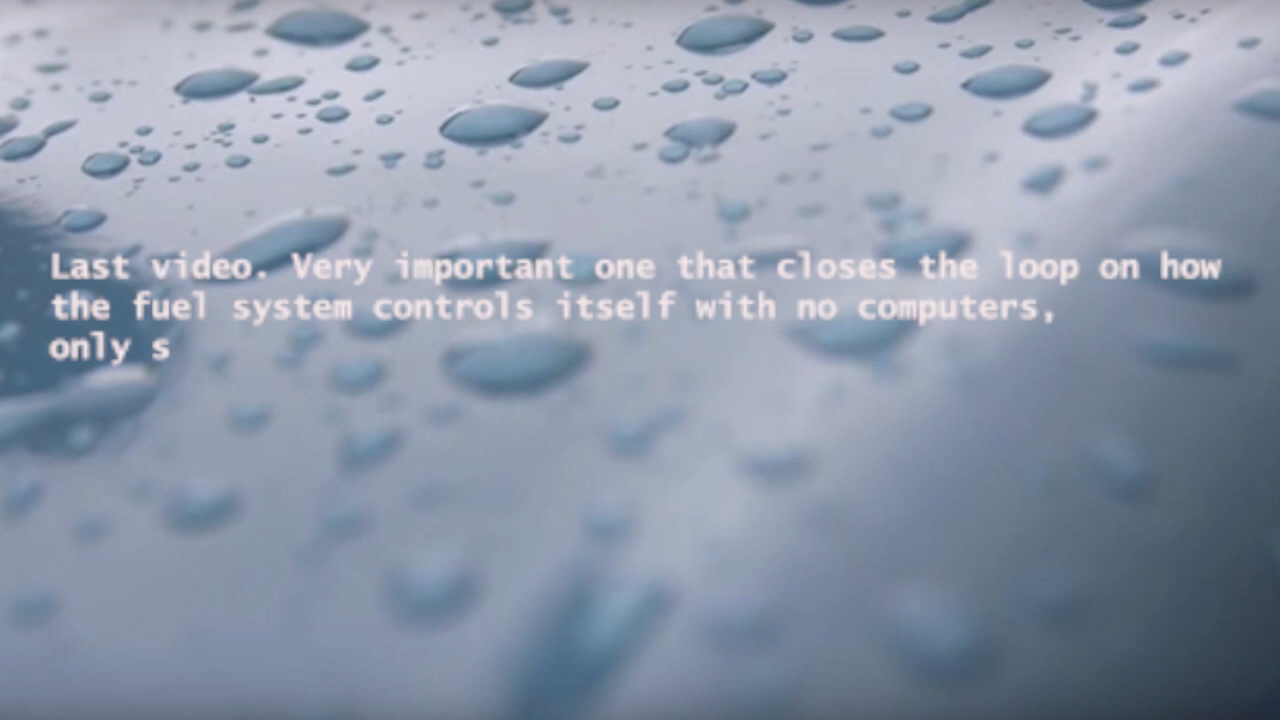 Last video. Very important one that closes the loop on how
the fuel system controls itself with no computers,
only s